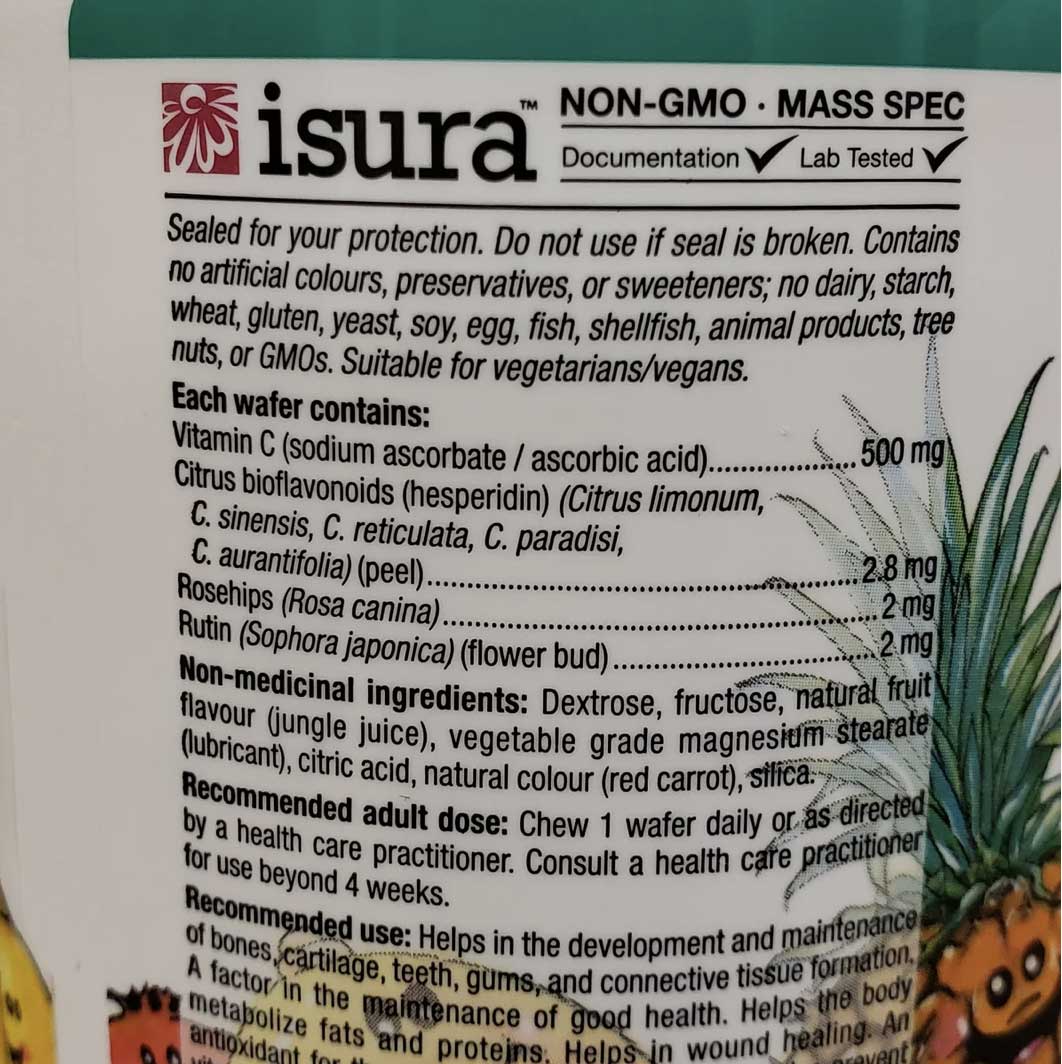 isura™ NON-GMO · MASS SPEC
Documentation ✓ Lab Tested ✓
Sealed for your protection. Do not use if seal is broken. Contains
no artificial colours, preservatives, or sweeteners; no dairy, starch,
wheat, gluten, yeast, soy, egg, fish, shellfish, animal products, tree
nuts, or GMOs. Suitable for vegetarians/vegans.
Each wafer contains:
Vitamin C (sodium ascorbate / ascorbic acid)..................500 mg
Citrus bioflavonoids (hesperidin) (Citrus limonum,
C. sinensis, C. reticulata, C. paradisi,
C. aurantifolia) (peel)..................2.8 mg
Rosehips (Rosa canina)..................2 mg
Rutin (Sophora japonica) (flower bud)..................2 mg
Non-medicinal ingredients: Dextrose, fructose, natural fruit
flavour (jungle juice), vegetable grade magnesium stearate
(lubricant), citric acid, natural colour (red carrot), silica.
Recommended adult dose: Chew 1 wafer daily or as directed
by a health care practitioner. Consult a health care practitioner
for use beyond 4 weeks.
Recommended use: Helps in the development and maintenance
of bones, cartilage, teeth, gums, and connective tissue formation.
A factor in the maintenance of good health. Helps the body
metabolize fats and proteins. Helps in wound healing. An
antioxidant for